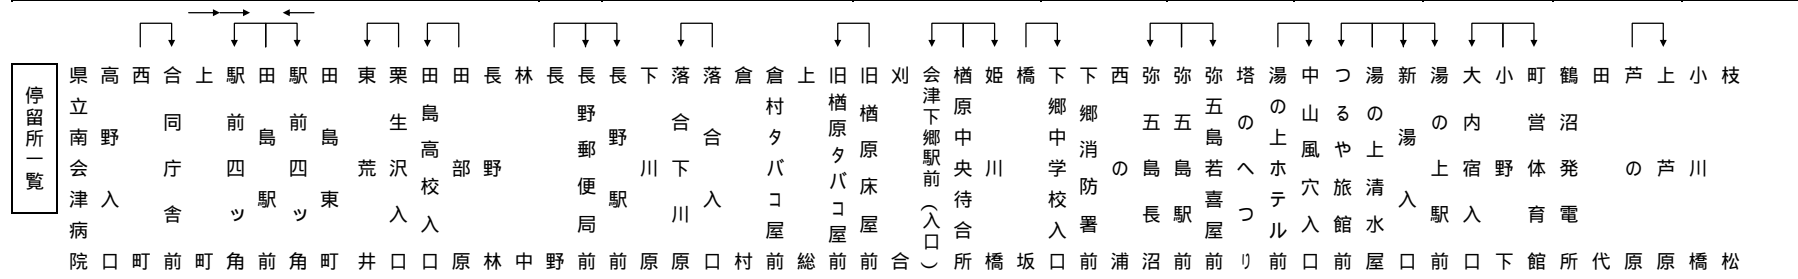 停留所一覧
県立南会津病院
高野入口
西町
合同庁舎前
上町
駅前四ッ角
田島駅前
駅前四ッ角
田島東町
東荒井
栗生沢入口
田島高校入口
田部原
長野林
林中
長野
長野郵便局前
長野駅前
下川原
落合下川原
落合入口
倉村
倉村タバコ屋前
上総
旧楢原タバコ屋前
旧楢原床屋前
刈合
会津下郷駅前(入口)
楢原中央待合所
姫川橋
橋坂
下郷中学校入口
下郷消防署前
西の浦
弥五島長沼
弥五島駅前
弥五島若喜屋前
塔のへつり
湯の上ホテル前
中山風穴入口
つるや旅館前
湯の上清水屋
新湯入口
湯の上駅前
大内宿入口
小野下
町営体育館
鶴沼発電所
田代
芦の原
上芦原
小川橋
枝松